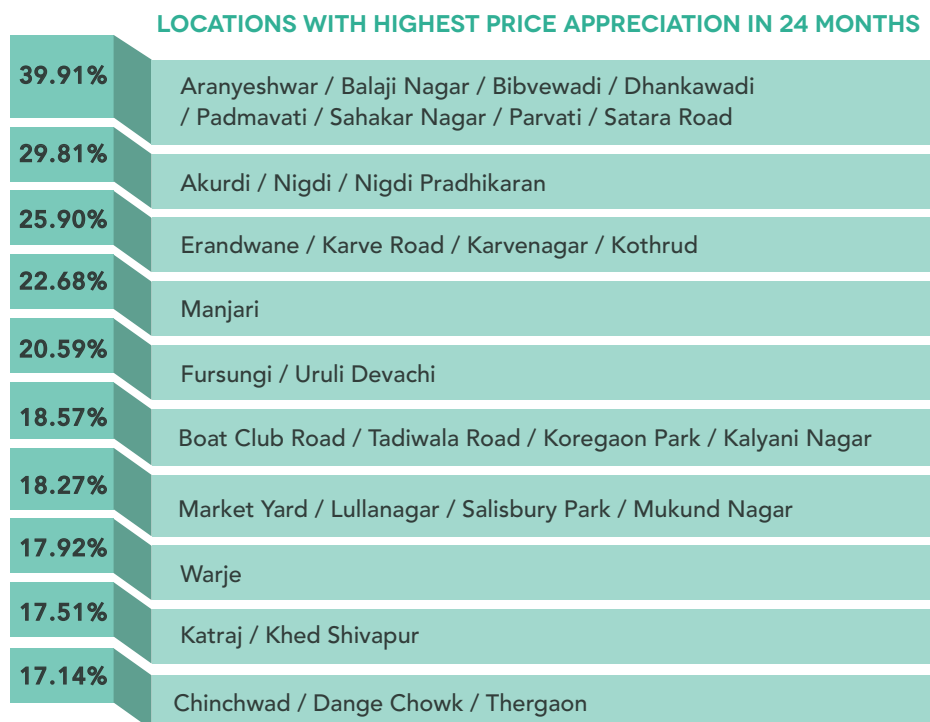 LOCATIONS WITH HIGHEST PRICE APPRECIATION IN 24 MONTHS
39.91%
Aranyeshwar / Balaji Nagar / Bibvewadi / Dhankawadi
/ Padmavati / Sahakar Nagar / Parvati / Satara Road
29.81%
Akurdi / Nigdi / Nigdi Pradhikaran
25.90%
Erandwane / Karve Road / Karvenagar / Kothrud
22.68%
Manjari
20.59%
Fursungi / Uruli Devachi
18.57%
Boat Club Road / Tadiwala Road / Koregaon Park / Kalyani Nagar
18.27%
Market Yard / Lullanagar / Salisbury Park / Mukund Nagar
17.92%
Warje
17.51%
Katraj / Khed Shivapur
17.14%
Chinchwad / Dange Chowk / Thergaon